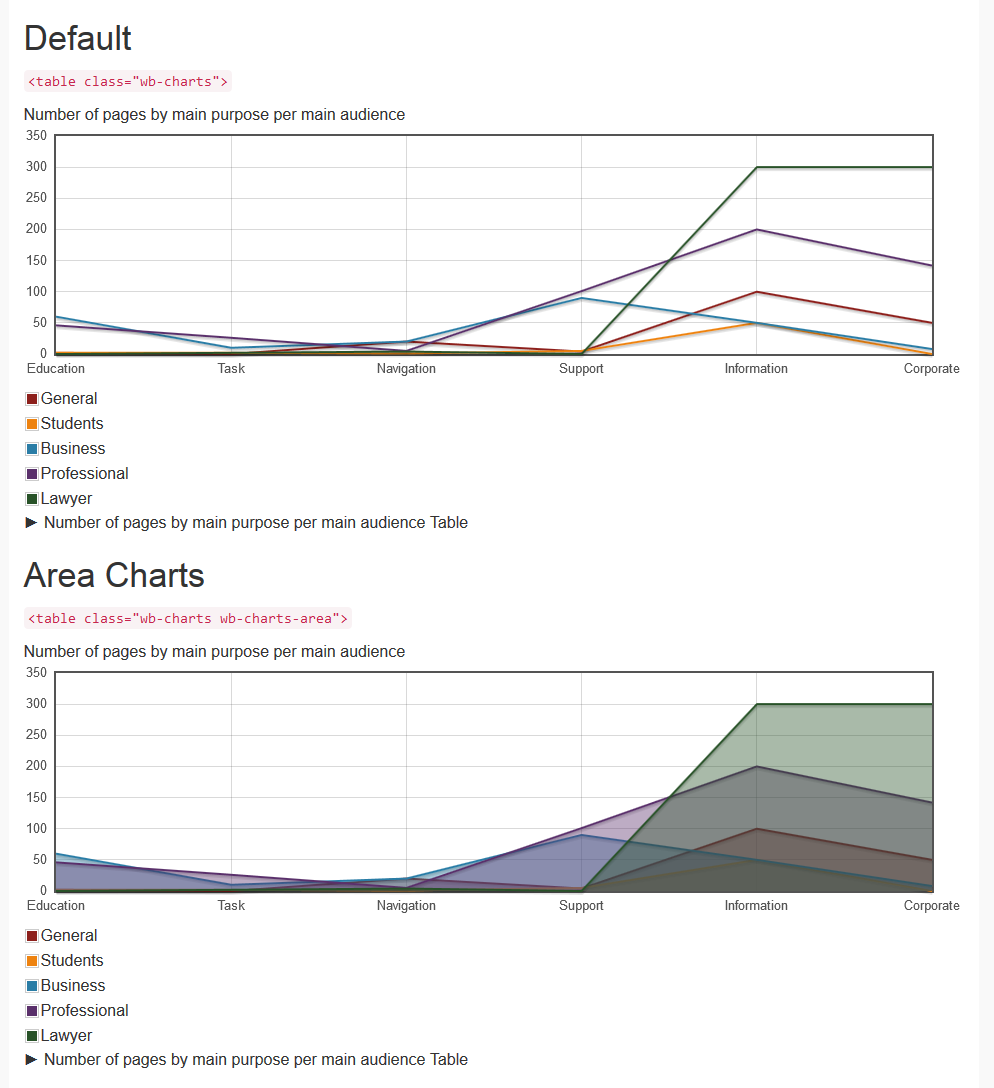 Default
<table class="wb-charts">
Number of pages by main purpose per main audience
350
300
250
200
150
100
50
0
Education Task Navigation Support Information Corporate
General
Students
Business
Professional
Lawyer
Number of pages by main purpose per main audience Table
Area Charts
<table class="wb-charts wb-charts-area">
Number of pages by main purpose per main audience
350
300
250
200
150
100
50
0
Education Task Navigation Support Information Corporate
General
Students
Business
Professional
Lawyer
Number of pages by main purpose per main audience Table